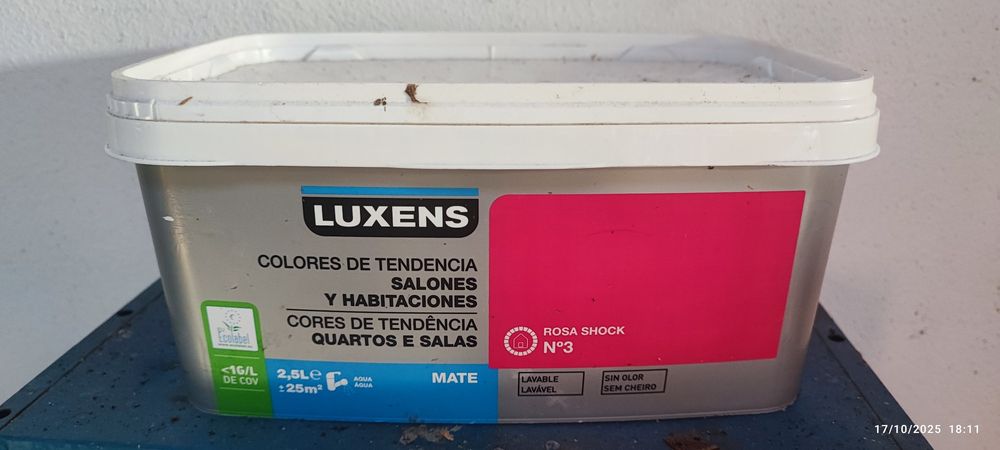 LUXENS
COLORES DE TENDENCIA
SALONES
Y HABITACIONES
CORES DE TENDÊNCIA
QUARTOS E SALAS
Ecolabel
<1G/L
DE COV
2,5L℮
±25m²
AGUA
ÁGUA
MATE
ROSA SHOCK
Nº3
LAVABLE
LAVÁVEL
SIN OLOR
SEM CHEIRO
17/10/2025 18:11